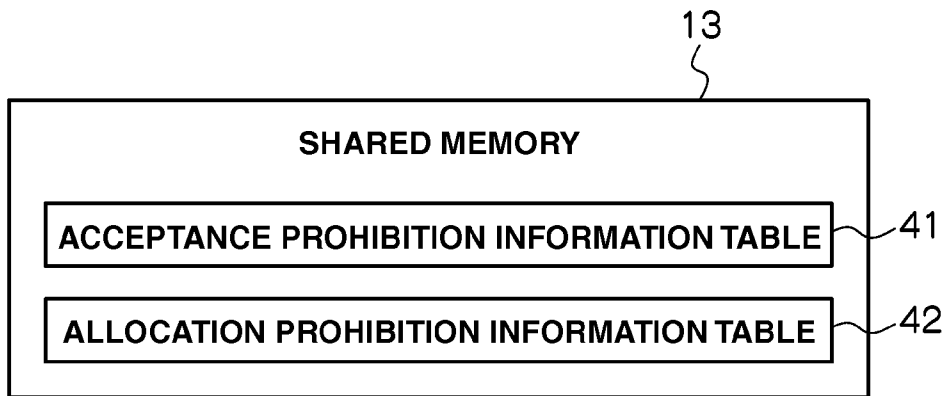 13
SHARED MEMORY
ACCEPTANCE PROHIBITION INFORMATION TABLE 41
ALLOCATION PROHIBITION INFORMATION TABLE 42